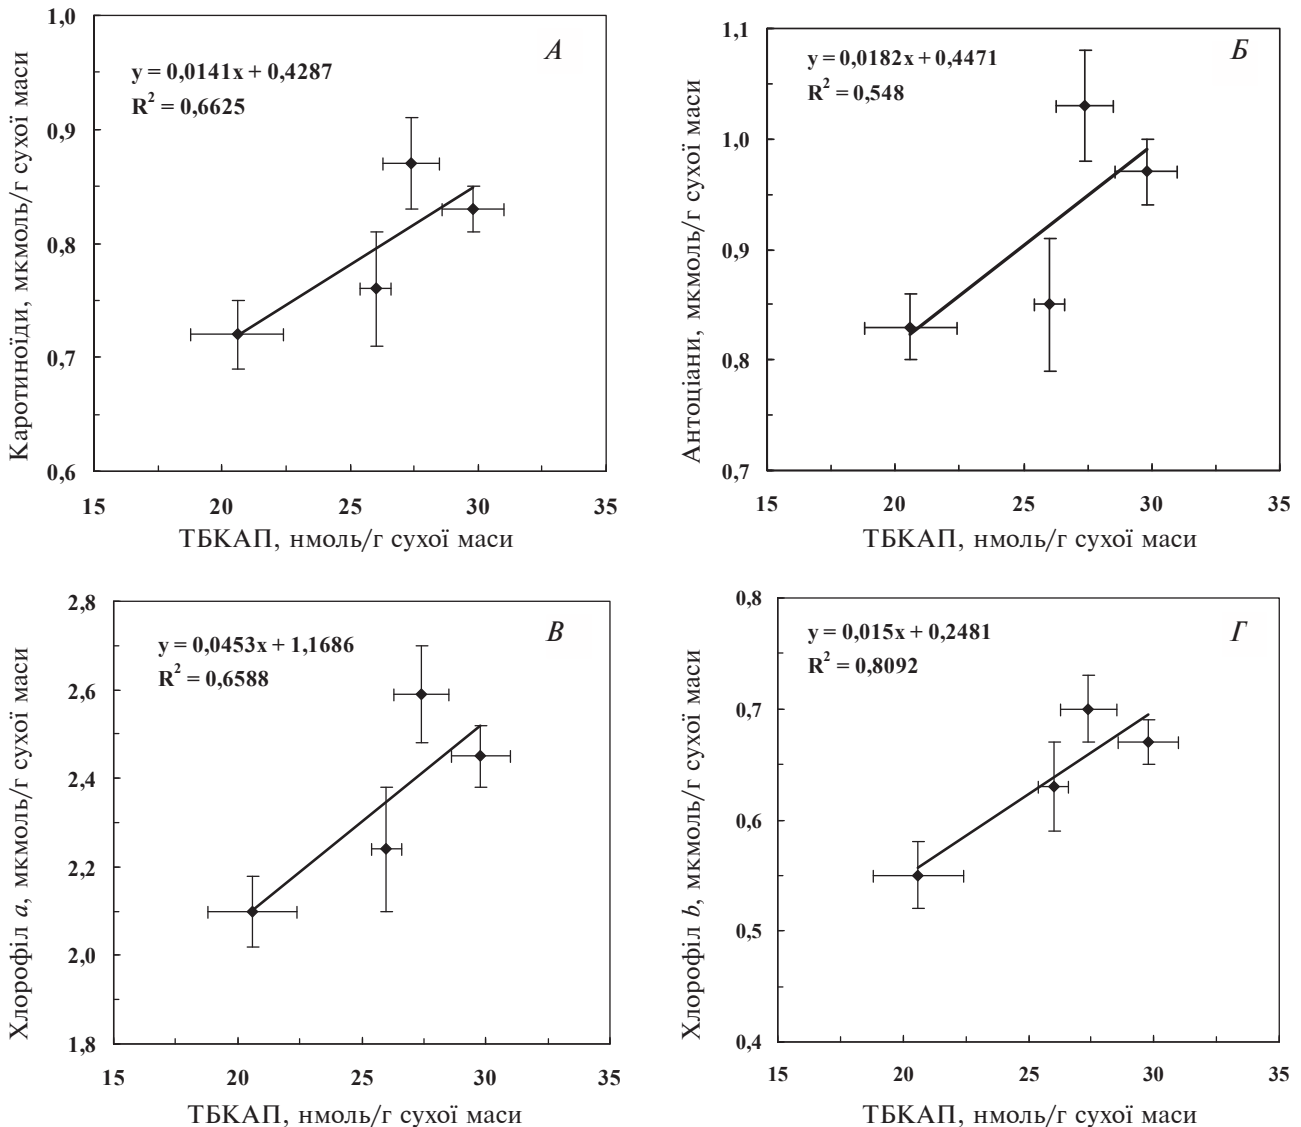 А
y = 0,0141x + 0,4287
R² = 0,6625
Каротиноїди, мкмоль/г сухої маси
1,0
0,9
0,8
0,7
0,6
15 20 25 30 35
ТБКАП, нмоль/г сухої маси
Б
y = 0,0182x + 0,4471
R² = 0,548
Антоціани, мкмоль/г сухої маси
1,1
1,0
0,9
0,8
0,7
15 20 25 30 35
ТБКАП, нмоль/г сухої маси
В
y = 0,0453x + 1,1686
R² = 0,6588
Хлорофіл a, мкмоль/г сухої маси
2,8
2,6
2,4
2,2
2,0
1,8
15 20 25 30 35
ТБКАП, нмоль/г сухої маси
Г
y = 0,015x + 0,2481
R² = 0,8092
Хлорофіл b, мкмоль/г сухої маси
0,8
0,7
0,6
0,5
0,4
15 20 25 30 35
ТБКАП, нмоль/г сухої маси